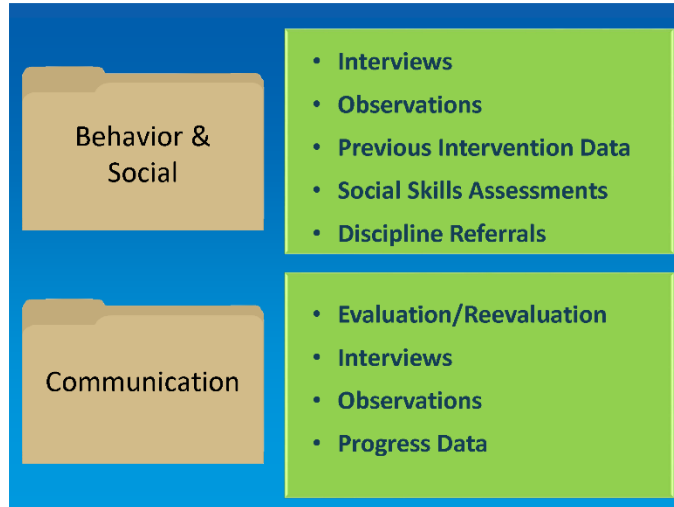 Behavior &
Social
• Interviews
• Observations
• Previous Intervention Data
• Social Skills Assessments
• Discipline Referrals
Communication
• Evaluation/Reevaluation
• Interviews
• Observations
• Progress Data